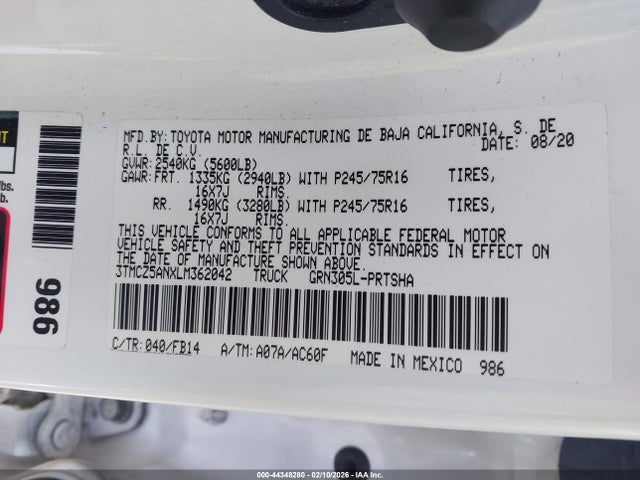 MFD.BY:TOYOTA MOTOR MANUFACTURING DE BAJA CALIFORNIA, S. DE
R.L. DE C.V. DATE: 08/20
GVWR:2540KG (5600LB)
GAWR:FRT. 1335KG (2940LB) WITH P245/75R16 TIRES,
16X7J RIMS.
RR. 1490KG (3280LB) WITH P245/75R16 TIRES,
16X7J RIMS.
THIS VEHICLE CONFORMS TO ALL APPLICABLE FEDERAL MOTOR
VEHICLE SAFETY AND THEFT PREVENTION STANDARDS IN EFFECT ON
THE DATE OF MANUFACTURE SHOWN ABOVE.
3TMCZ5ANXLM362042 TRUCK GRN305L-PRTSHA
C/TR:040/FB14 A/TM:A07A/AC60F MADE IN MEXICO 986
986
lbs.
b.
000-44348280 - 02/10/2026 - IAA Inc.